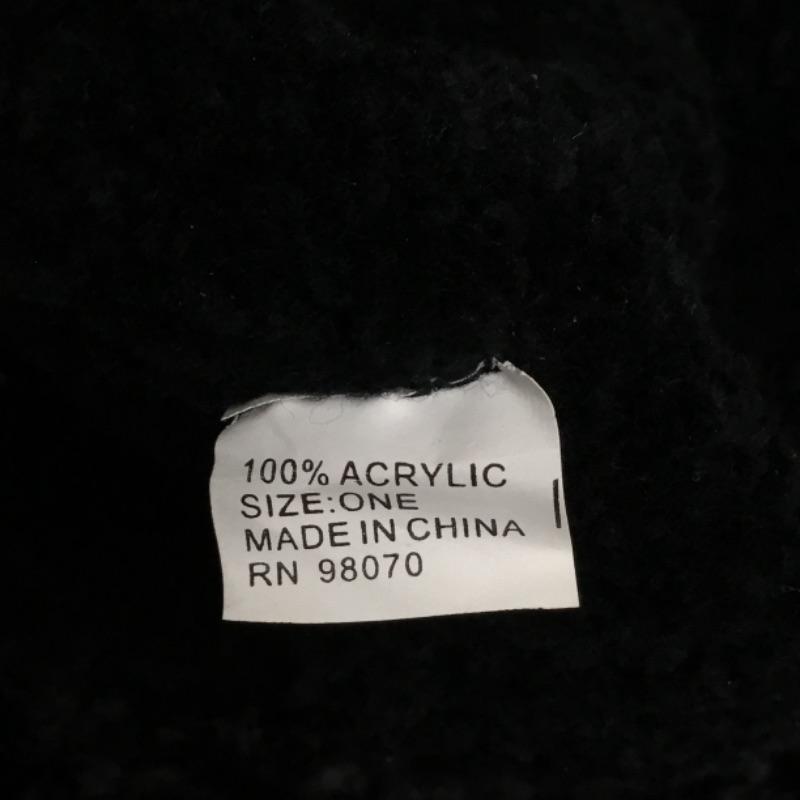 100% ACRYLIC
SIZE:ONE
MADE IN CHINA
RN 98070